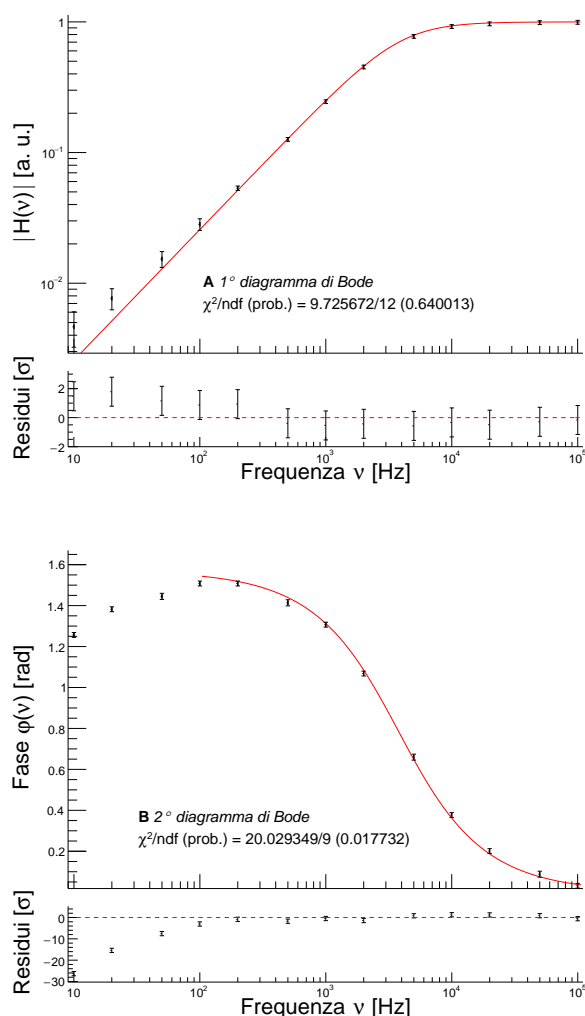 1
10⁻¹
10⁻²
|H(ν)| [a. u.]
A 1° diagramma di Bode
χ²/ndf (prob.) = 9.725672/12 (0.640013)
2
0
−2
Residui [σ]
10 10² 10³ 10⁴ 10⁵
Frequenza ν [Hz]
1.6
1.4
1.2
1
0.8
0.6
0.4
0.2
Fase φ(ν) [rad]
B 2° diagramma di Bode
χ²/ndf (prob.) = 20.029349/9 (0.017732)
0
−10
−20
−30
Residui [σ]
10 10² 10³ 10⁴ 10⁵
Frequenza ν [Hz]